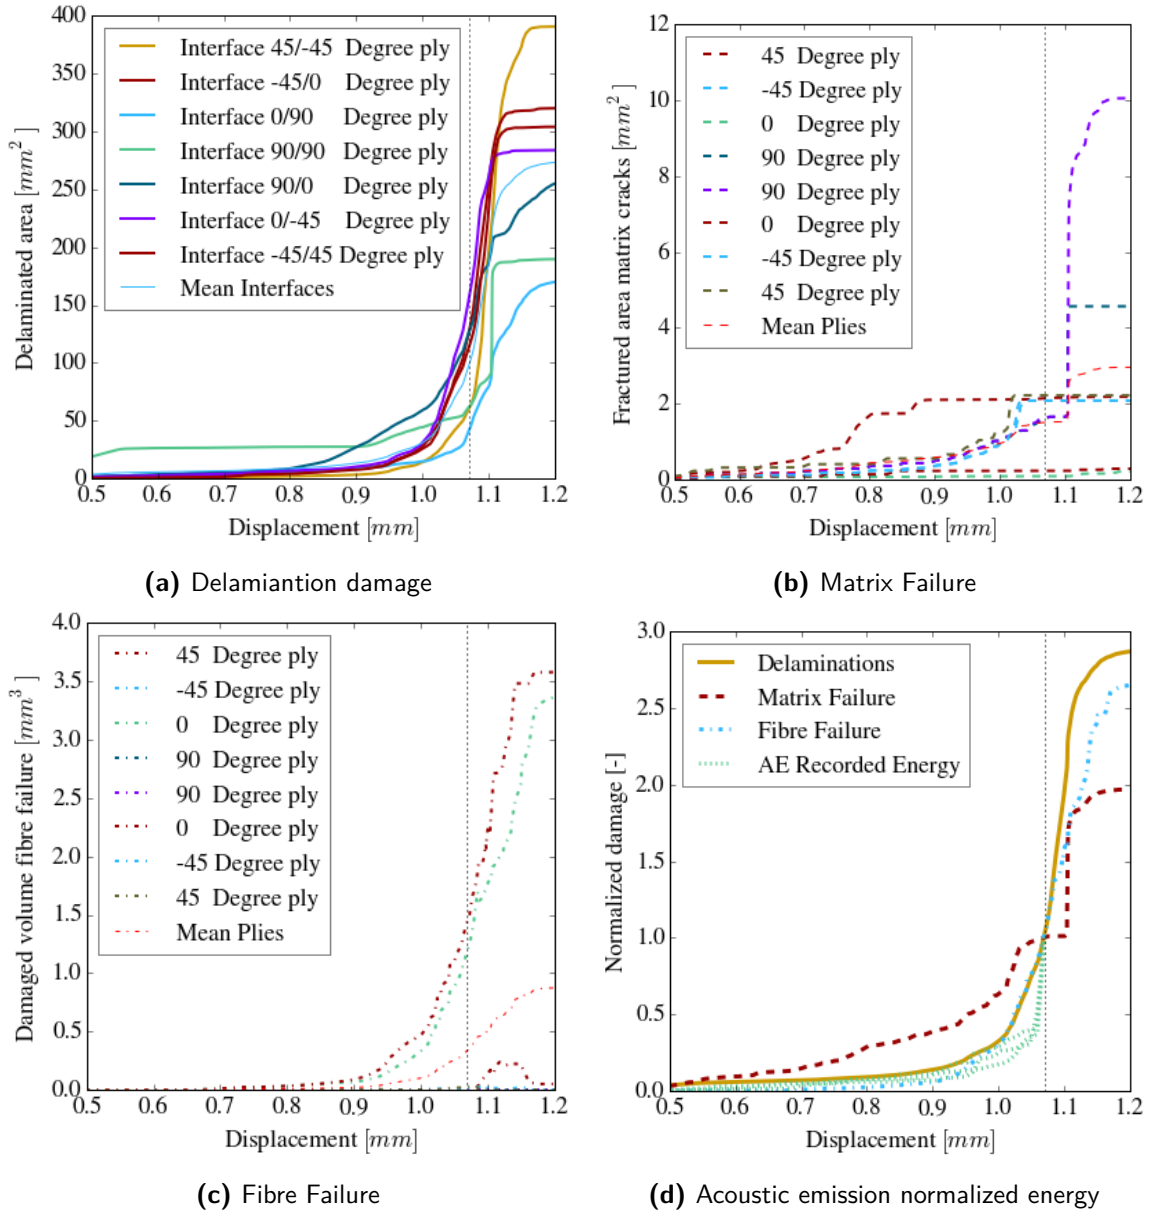 400
350
300
250
200
150
100
50
0
Delaminated area [mm²]
Interface 45/-45 Degree ply
Interface -45/0 Degree ply
Interface 0/90 Degree ply
Interface 90/90 Degree ply
Interface 90/0 Degree ply
Interface 0/-45 Degree ply
Interface -45/45 Degree ply
Mean Interfaces
0.5 0.6 0.7 0.8 0.9 1.0 1.1 1.2
Displacement [mm]
(a) Delamiantion damage
12
10
8
6
4
2
0
Fractured area matrix cracks [mm²]
45 Degree ply
-45 Degree ply
0 Degree ply
90 Degree ply
90 Degree ply
0 Degree ply
-45 Degree ply
45 Degree ply
Mean Plies
0.5 0.6 0.7 0.8 0.9 1.0 1.1 1.2
Displacement [mm]
(b) Matrix Failure
4.0
3.5
3.0
2.5
2.0
1.5
1.0
0.5
0.0
Damaged volume fibre failure [mm³]
45 Degree ply
-45 Degree ply
0 Degree ply
90 Degree ply
90 Degree ply
0 Degree ply
-45 Degree ply
45 Degree ply
Mean Plies
0.5 0.6 0.7 0.8 0.9 1.0 1.1 1.2
Displacement [mm]
(c) Fibre Failure
3.0
2.5
2.0
1.5
1.0
0.5
0.0
Normalized damage [-]
Delaminations
Matrix Failure
Fibre Failure
AE Recorded Energy
0.5 0.6 0.7 0.8 0.9 1.0 1.1 1.2
Displacement [mm]
(d) Acoustic emission normalized energy